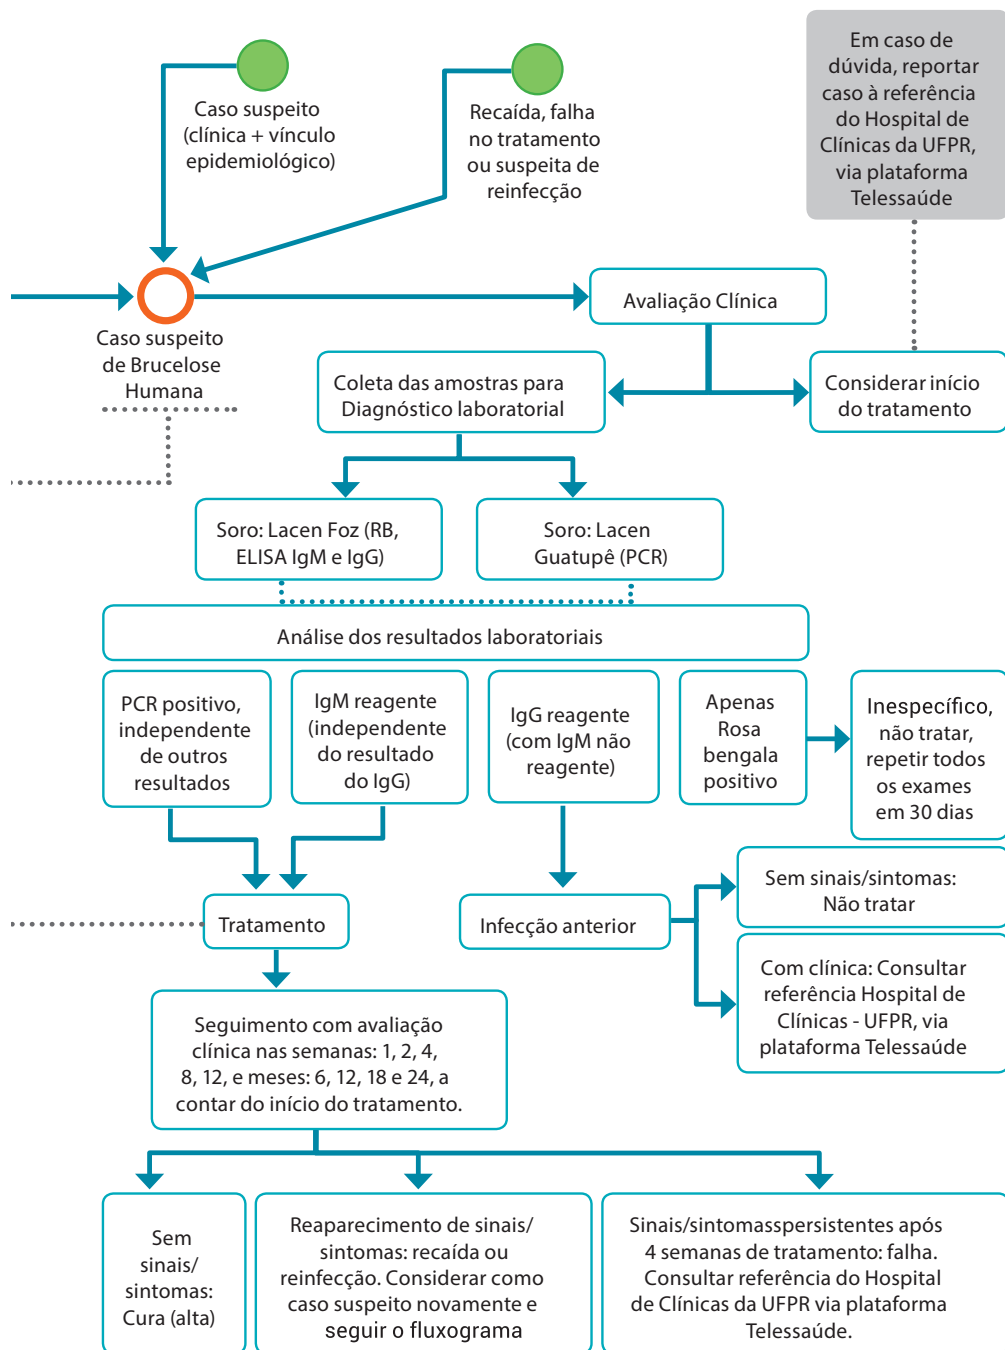 Caso suspeito
(clínica + vínculo
epidemiológico)
Recaída, falha
no tratamento
ou suspeita de
reinfecção
Em caso de
dúvida, reportar
caso à referência
do Hospital de
Clínicas da UFPR,
via plataforma
Telessaúde
Caso suspeito
de Brucelose
Humana
Avaliação Clínica
Coleta das amostras para
Diagnóstico laboratorial
Considerar início
do tratamento
Soro: Lacen Foz (RB,
ELISA IgM e IgG)
Soro: Lacen
Guatupê (PCR)
Análise dos resultados laboratoriais
PCR positivo,
independente
de outros
resultados
IgM reagente
(independente
do resultado
do IgG)
IgG reagente
(com IgM não
reagente)
Apenas
Rosa
bengala
positivo
Inespecífico,
não tratar,
repetir todos
os exames
em 30 dias
Tratamento
Infecção anterior
Sem sinais/sintomas:
Não tratar
Com clínica: Consultar
referência Hospital de
Clínicas - UFPR, via
plataforma Telessaúde
Seguimento com avaliação
clínica nas semanas: 1, 2, 4,
8, 12, e meses: 6, 12, 18 e 24, a
contar do início do tratamento.
Sem
sinais/
sintomas:
Cura (alta)
Reaparecimento de sinais/
sintomas: recaída ou
reinfecção. Considerar como
caso suspeito novamente e
seguir o fluxograma
Sinais/sintomasspersistentes após
4 semanas de tratamento: falha.
Consultar referência do Hospital
de Clínicas da UFPR via plataforma
Telessaúde.